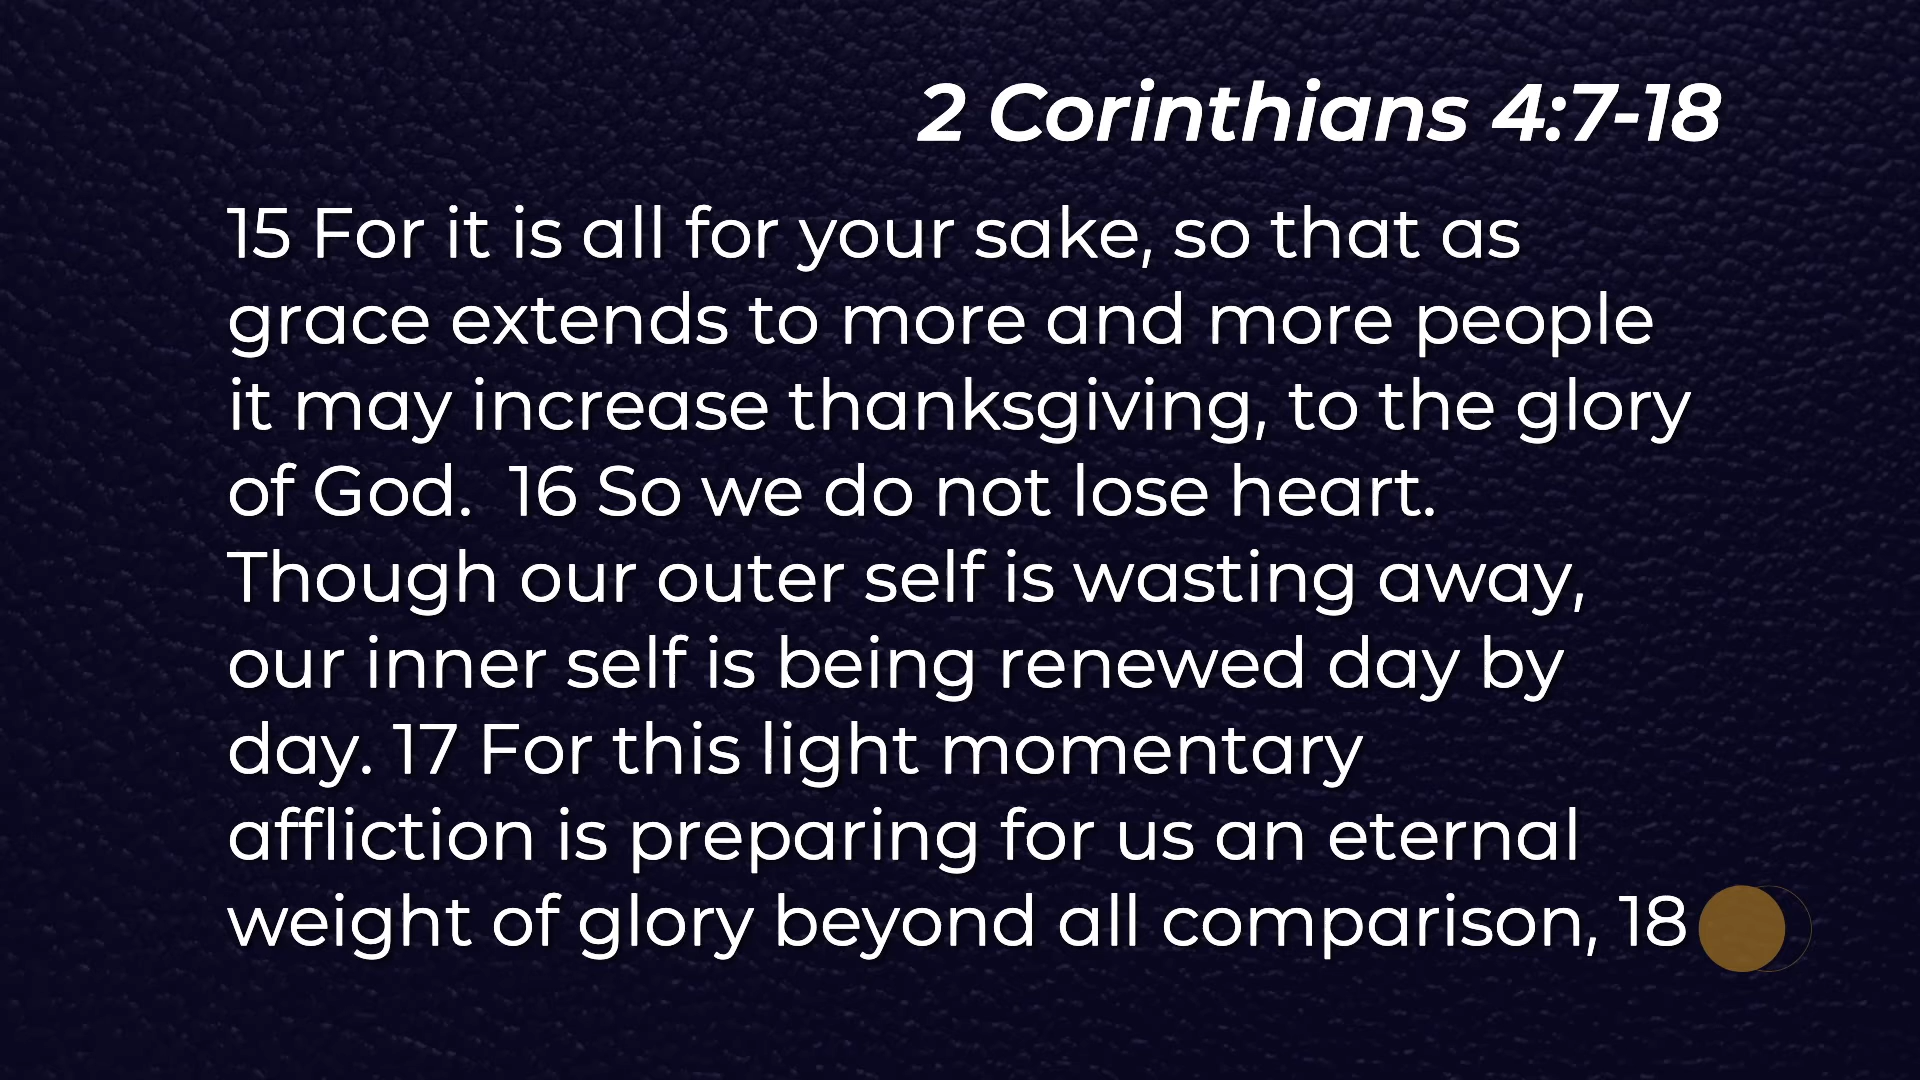 2 Corinthians 4:7-18
15 For it is all for your sake, so that as
grace extends to more and more people
it may increase thanksgiving, to the glory
of God.  16 So we do not lose heart.
Though our outer self is wasting away,
our inner self is being renewed day by
day. 17 For this light momentary
affliction is preparing for us an eternal
weight of glory beyond all comparison, 18